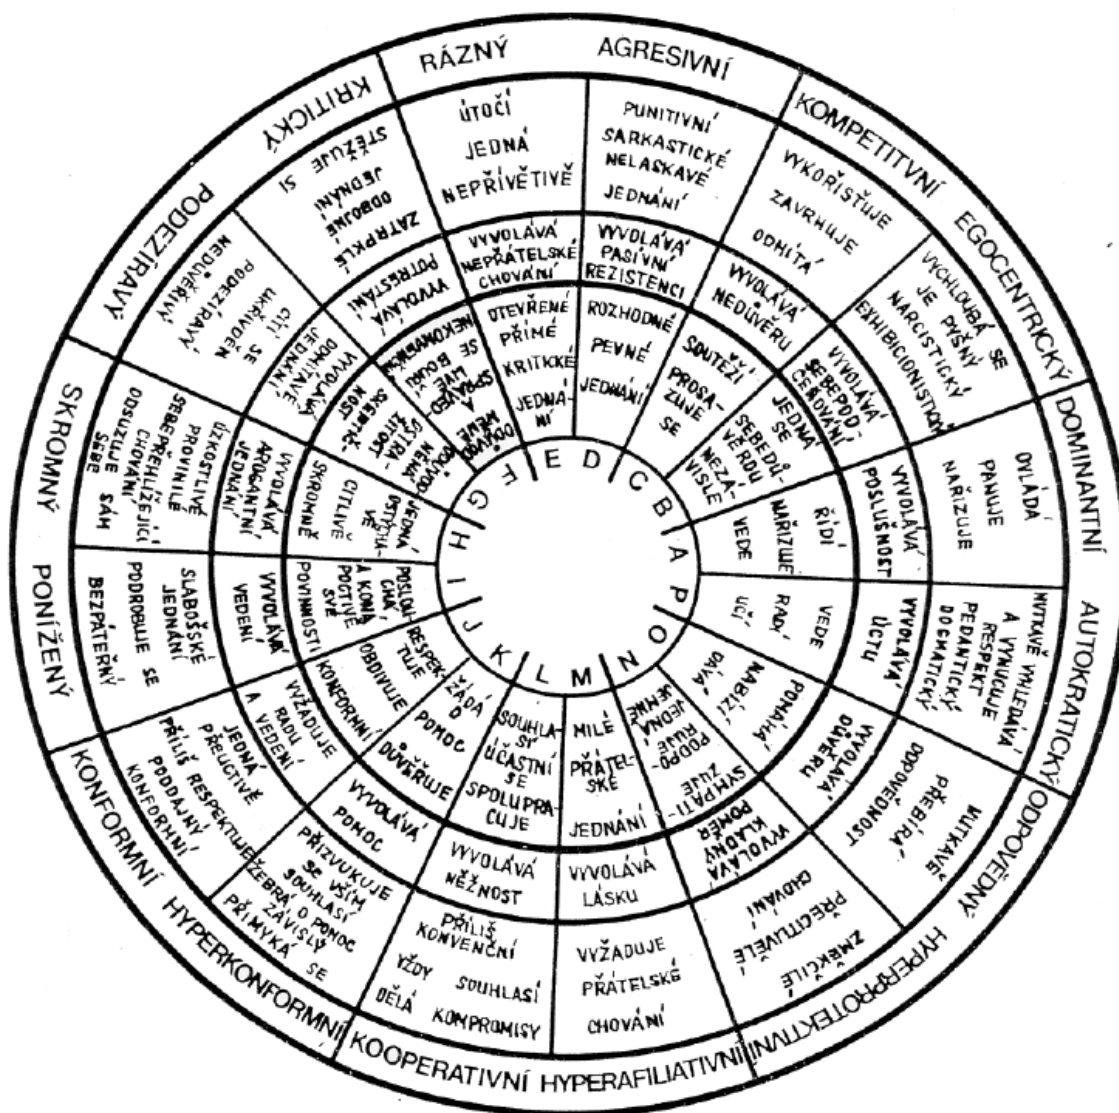 RÁZNÝ AGRESIVNÍ
KOMPETITVNÍ EGOCENTRICKÝ
DOMINANTNÍ
AUTOKRATICKÝ
ODPOVĚDNÝ HYPERPROTEKTIVNÍ
KOOPERATIVNÍ HYPERAFILIATIVNÍ
KONFORMNÍ HYPERKONFORMNÍ
SKROMNÝ PONÍŽENÝ
PODEZÍRAVÝ KRITICKÝ
ÚTOČÍ
JEDNÁ
NEPŘÍVĚTIVĚ
PUNITIVNÍ
SARKASTICKÉ
NELASKAVÉ
JEDNÁNÍ
VYKOŘISŤUJE
ZAVRHUJE
ODMÍTÁ
VYCHLOUBÁ SE
JE PYŠNÝ
NARCISTICKÝ
OVLÁDÁ
PANUJE
NAŘIZUJE
NUTKAVĚ VYHLEDÁVÁ
A VYNUCUJE
RESPEKT
PEDANTICKÝ
DOGMATICKÝ
NUTKAVĚ
PŘEBÍRÁ
ODPOVĚDNOST
ZMĚKČILÉ
PŘECITLIVĚLÉ
CHOVÁNÍ
VYŽADUJE
PŘÁTELSKÉ
CHOVÁNÍ
PŘÍLIŠ
KONVENČNÍ
VŽDY SOUHLASÍ
DĚLÁ KOMPROMISY
PŘIZVUKUJE
SE VŠÍM
SOUHLASÍ
ŽEBRÁ O POMOC
ZÁVISLÝ
PŘIMYKÁ SE
JEDNÁ
PŘEUCTIVĚ
PŘÍLIŠ RESPEKTUJE
PODDAJNÝ
KONFORMNÍ
SLABOŠSKÉ
JEDNÁNÍ
PODROBUJE SE
BEZPÁTEŘNÝ
ÚZKOSTLIVÉ
PROVINILÉ
SEBEPŘEHLÍŽEJÍCÍ
CHOVÁNÍ
ODSUZUJE SÁM
SEBE
CÍTÍ SE
UKŘIVDĚN
PODEZÍRAVÝ
NEDŮVĚŘIVÝ
STĚŽUJE SI
ODBOJNÉ
JEDNÁNÍ
ZATRPKLÉ
VYVOLÁVÁ
NEPŘÁTELSKÉ
CHOVÁNÍ
VYVOLÁVÁ
PASIVNÍ
REZISTENCI
VYVOLÁVÁ
NEDŮVĚRU
VYVOLÁVÁ
VYVOLÁVÁ
POSLUŠNOST
VYVOLÁVÁ
ÚCTU
VYVOLÁVÁ
DŮVĚRU
VYVOLÁVÁ
KLADNÝ
POMĚR
VYVOLÁVÁ
LÁSKU
VYVOLÁVÁ
NĚŽNOST
VYVOLÁVÁ
POMOC
VYŽADUJE
RADU
A VEDENÍ
VYVOLÁVÁ
VEDENÍ
VYVOLÁVÁ
AROGANTNÍ
JEDNÁNÍ
VYVOLÁVÁ
ODMÍTAVÉ
JEDNÁNÍ
VYVOLÁVÁ
POTRESTÁNÍ
OTEVŘENÉ
PŘÍMÉ
KRITICKÉ
JEDNÁNÍ
ROZHODNÉ
PEVNÉ
JEDNÁNÍ
SOUTĚŽÍ
PROSAZUJE
SE
JEDNÁ
SE
SEBEDŮVĚROU
NEZÁVISLE
ŘÍDÍ
NAŘIZUJE
VEDE
VEDE
RADÍ
UČÍ
POMÁHÁ
NABÍZÍ
DÁVÁ
SYMPATIZUJE
PODPORUJE
JEDNÁ
JEMNĚ
MILÉ
PŘÁTELSKÉ
JEDNÁNÍ
SOUHLASÍ
ÚČASTNÍ
SE
SPOLUPRACUJE
ŽÁDÁ O
POMOC
DŮVĚŘUJE
RESPEKTUJE
OBDIVUJE
KONFORMNÍ
POSLOUCHÁ
A KONÁ
POCTIVĚ
SVÉ
POVINNOSTI
JEDNÁ
OSTÝCHAVĚ
CITLIVĚ
SKROMNĚ
A B C D E F G H I J K L M N O P